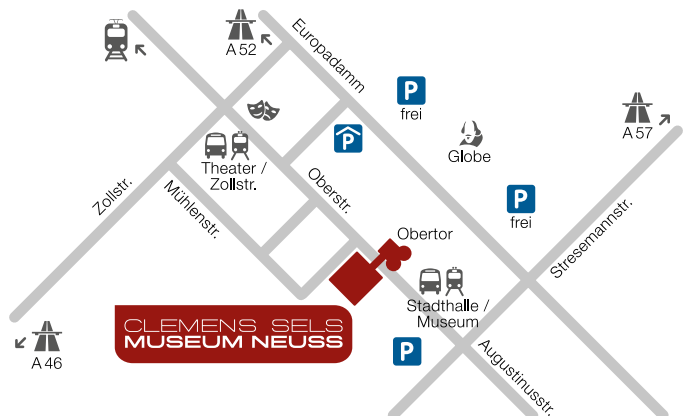 A 52
Europadamm
P
frei
A 57
Globe
P
Theater /
Zollstr.
Oberstr.
Zollstr.
Mühlenstr.
P
frei
Stresemannstr.
Obertor
Stadthalle /
Museum
CLEMENS SELS
MUSEUM NEUSS
A 46
P
Augustinusstr.